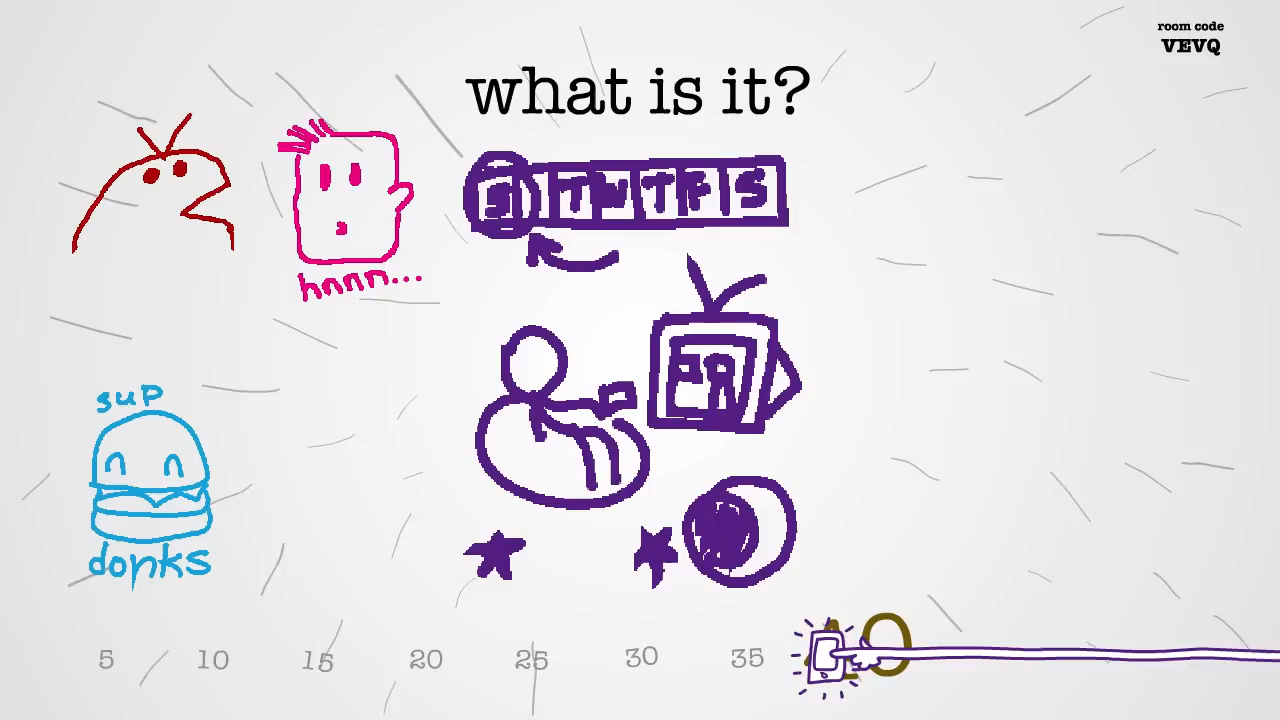 room code
VEVQ
what is it?
S T W T F S
hnnn...
sup
donks
5 10 15 20 25 30 35